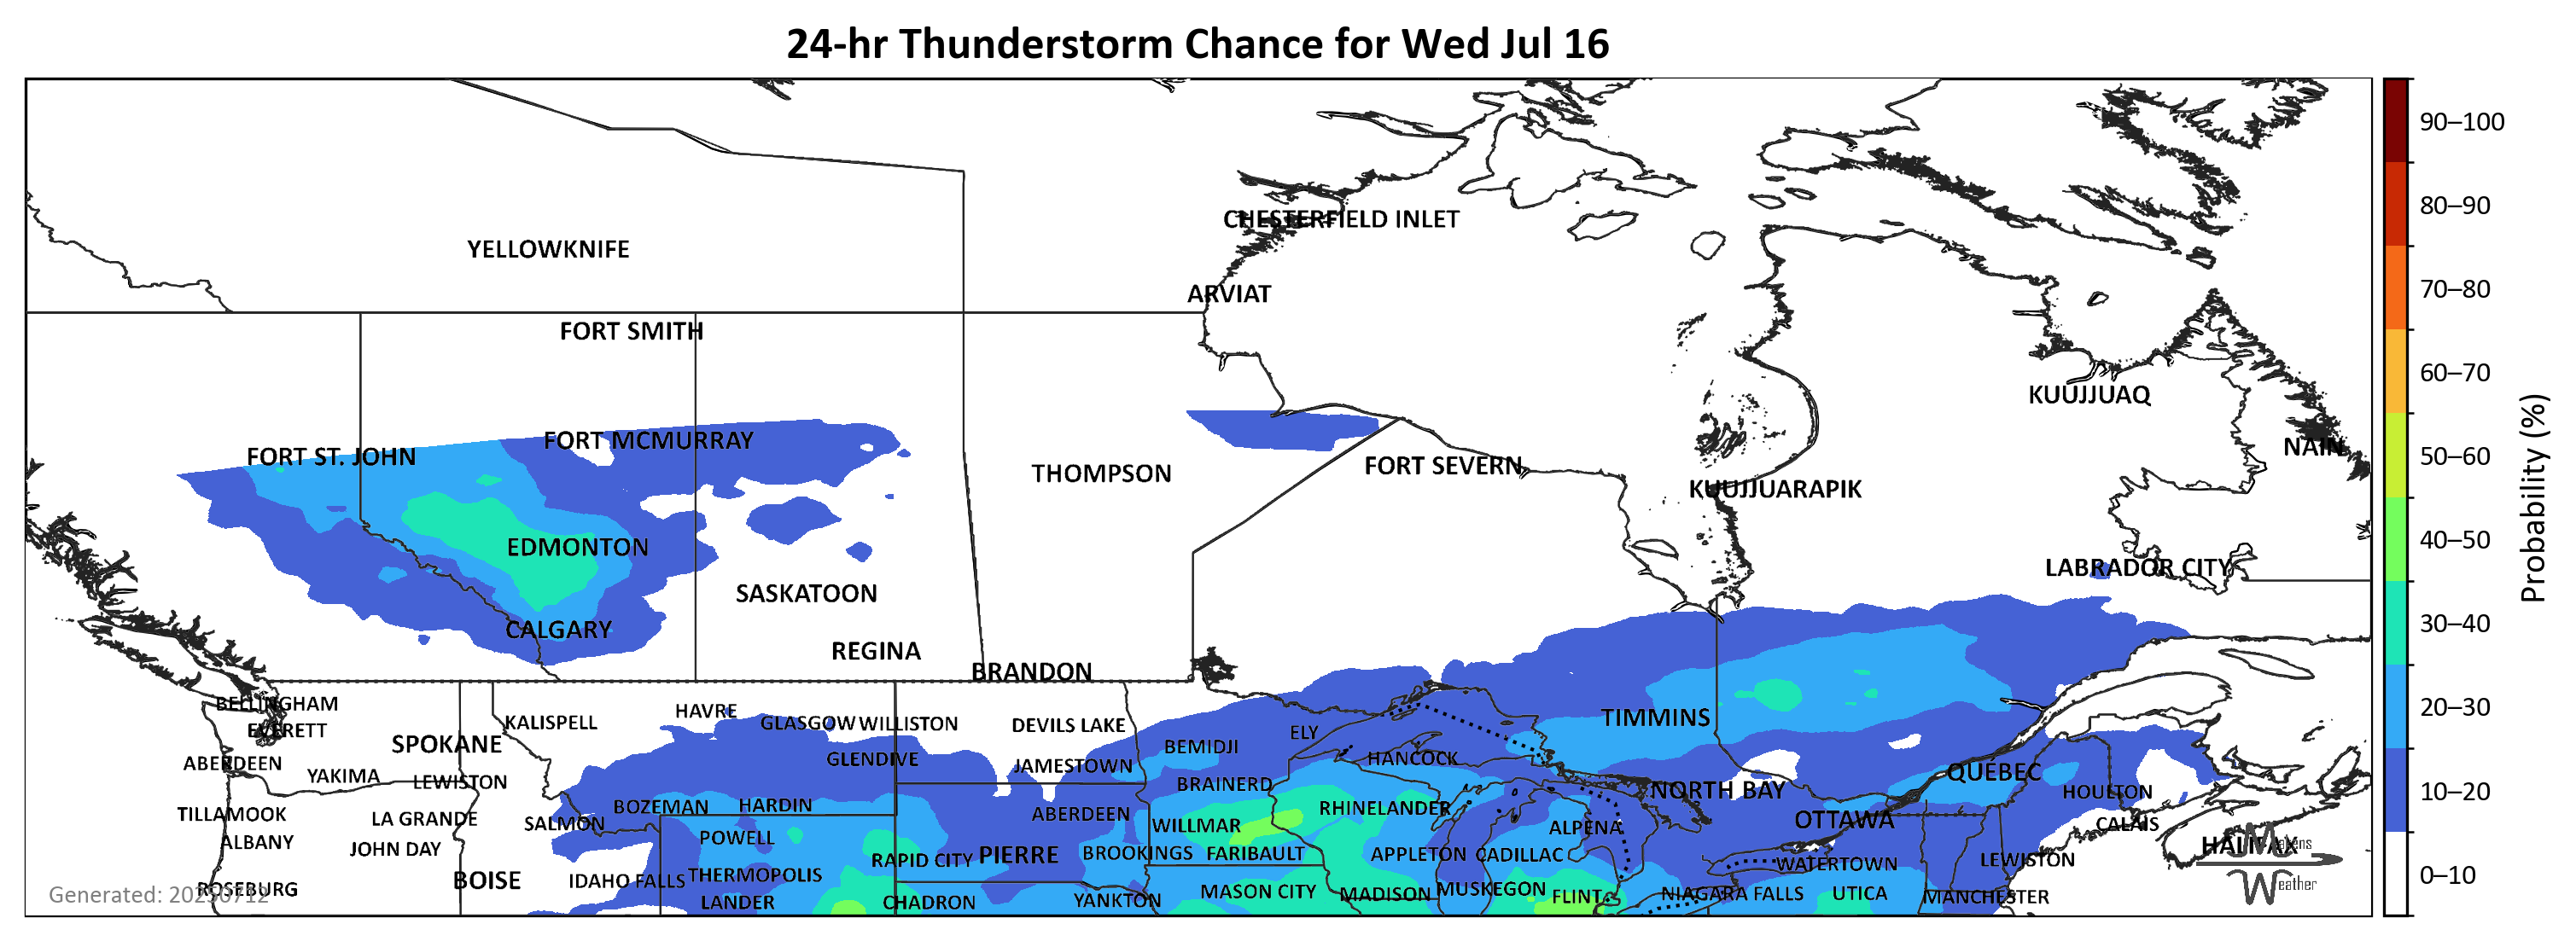 24-hr Thunderstorm Chance for Wed Jul 16
90–100
80–90
70–80
60–70
50–60
40–50
30–40
20–30
10–20
0–10
Probability (%)
CHESTERFIELD INLET
YELLOWKNIFE
ARVIAT
FORT SMITH
KUUJJUAQ
FORT MCMURRAY
NAIN
FORT ST. JOHN
FORT SEVERN
THOMPSON
KUUJJUARAPIK
EDMONTON
LABRADOR CITY
SASKATOON
CALGARY
REGINA
BRANDON
BELLINGHAM
HAVRE
TIMMINS
KALISPELL
GLASGOW
WILLISTON
DEVILS LAKE
EVERETT
ELY
SPOKANE
BEMIDJI
GLENDIVE
HANCOCK
ABERDEEN
JAMESTOWN
QUÉBEC
YAKIMA
LEWISTON
BRAINERD
NORTH BAY
HOULTON
BOZEMAN
HARDIN
RHINELANDER
TILLAMOOK
LA GRANDE
SALMON
ABERDEEN
WILLMAR
ALPENA
OTTAWA
CALAIS
ALBANY
JOHN DAY
POWELL
RAPID CITY
PIERRE
BROOKINGS
FARIBAULT
APPLETON
CADILLAC
WATERTOWN
LEWISTON
HALIFAX
Makens
Weather
BOISE
IDAHO FALLS
THERMOPOLIS
ROSEBURG
MASON CITY
MADISON
MUSKEGON
FLINT
NIAGARA FALLS
UTICA
MANCHESTER
LANDER
CHADRON
YANKTON
Generated: 20250712